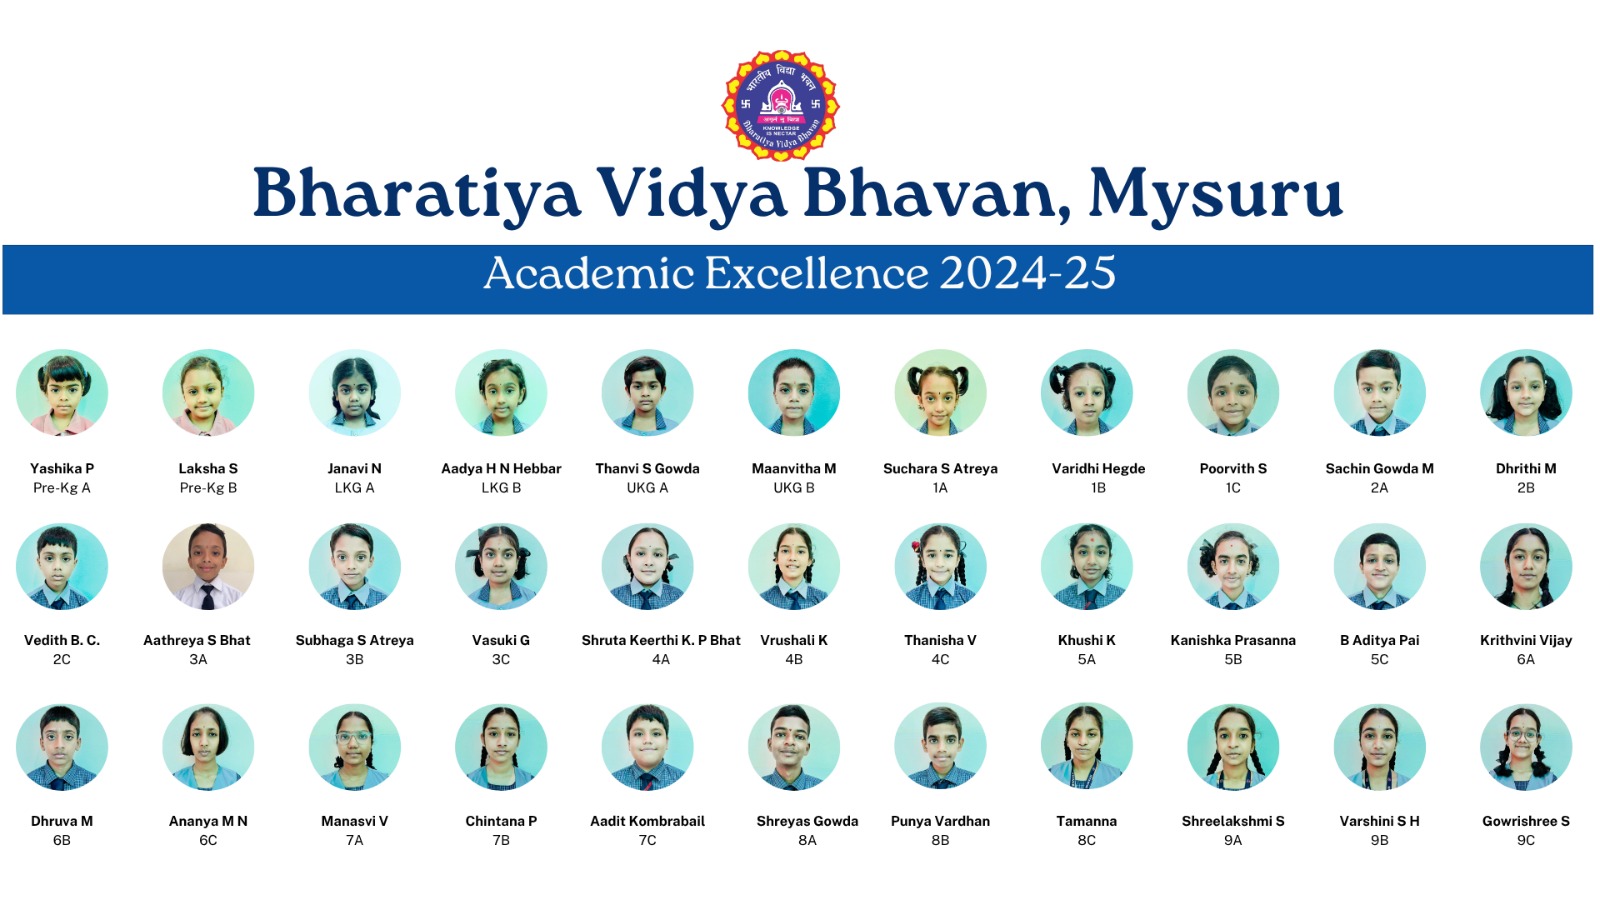 भारतीय विद्या भवन
अमृतं तु विद्या
KNOWLEDGE
IS NECTAR
Bharatiya Vidya Bhavan
Bharatiya Vidya Bhavan, Mysuru
Academic Excellence 2024-25
Yashika P
Pre-Kg A
Laksha S
Pre-Kg B
Janavi N
LKG A
Aadya H N Hebbar
LKG B
Thanvi S Gowda
UKG A
Maanvitha M
UKG B
Suchara S Atreya
1A
Varidhi Hegde
1B
Poorvith S
1C
Sachin Gowda M
2A
Dhrithi M
2B
Vedith B. C.
2C
Aathreya S Bhat
3A
Subhaga S Atreya
3B
Vasuki G
3C
Shruta Keerthi K. P Bhat
4A
Vrushali K
4B
Thanisha V
4C
Khushi K
5A
Kanishka Prasanna
5B
B Aditya Pai
5C
Krithvini Vijay
6A
Dhruva M
6B
Ananya M N
6C
Manasvi V
7A
Chintana P
7B
Aadit Kombrabail
7C
Shreyas Gowda
8A
Punya Vardhan
8B
Tamanna
8C
Shreelakshmi S
9A
Varshini S H
9B
Gowrishree S
9C